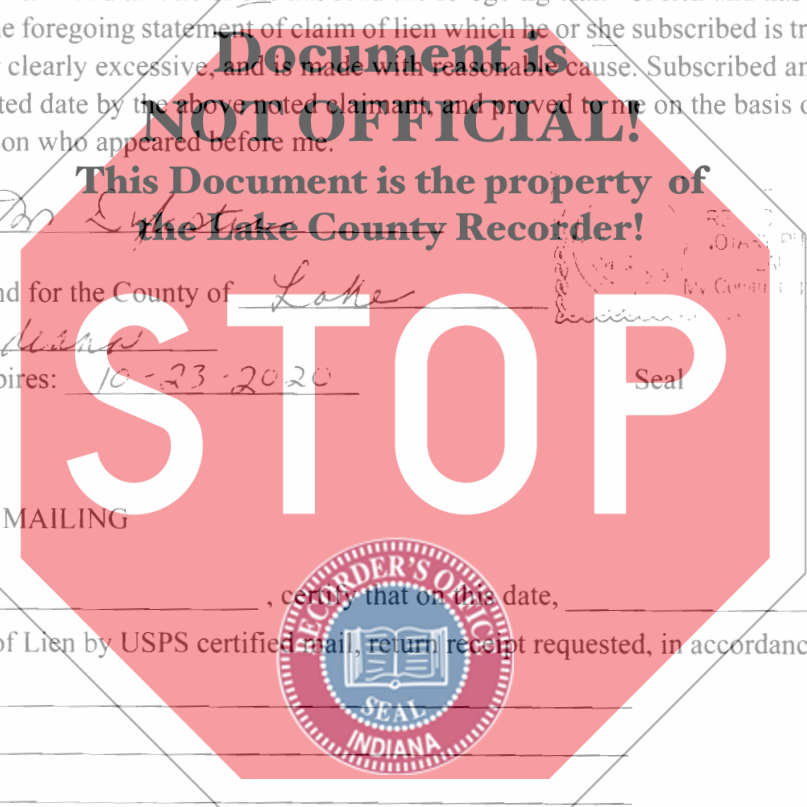 e foregoing statement of claim of lien which he or she subscribed is tr
Document is
clearly excessive, and is made with reasonable cause. Subscribed an
ted date by the above noted claimant, and proved to me on the basis o
NOT OFFICIAL!
on who appeared before me.
This Document is the property of
the Lake County Recorder!
nd for the County of Lake
My Commi
pires: 10-23-2020
Seal
STOP
MAILING
, certify that on this date,
of Lien by USPS certified mail, return receipt requested, in accordanc
RECORDER'S OFFICE
SEAL
INDIANA